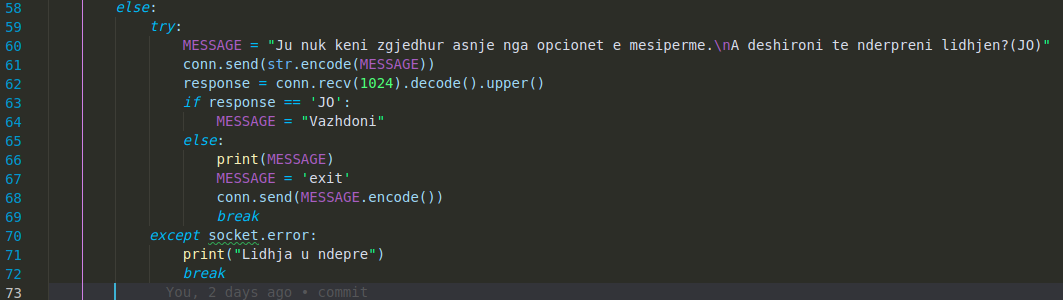 58 else:
59 try:
60 MESSAGE = "Ju nuk keni zgjedhur asnje nga opcionet e mesiperme.\nA deshironi te nderpreni lidhjen?(JO)"
61 conn.send(str.encode(MESSAGE))
62 response = conn.recv(1024).decode().upper()
63 if response == 'JO':
64 MESSAGE = "Vazhdoni"
65 else:
66 print(MESSAGE)
67 MESSAGE = 'exit'
68 conn.send(MESSAGE.encode())
69 break
70 except socket.error:
71 print("Lidhja u ndepre")
72 break
73 You, 2 days ago • commit